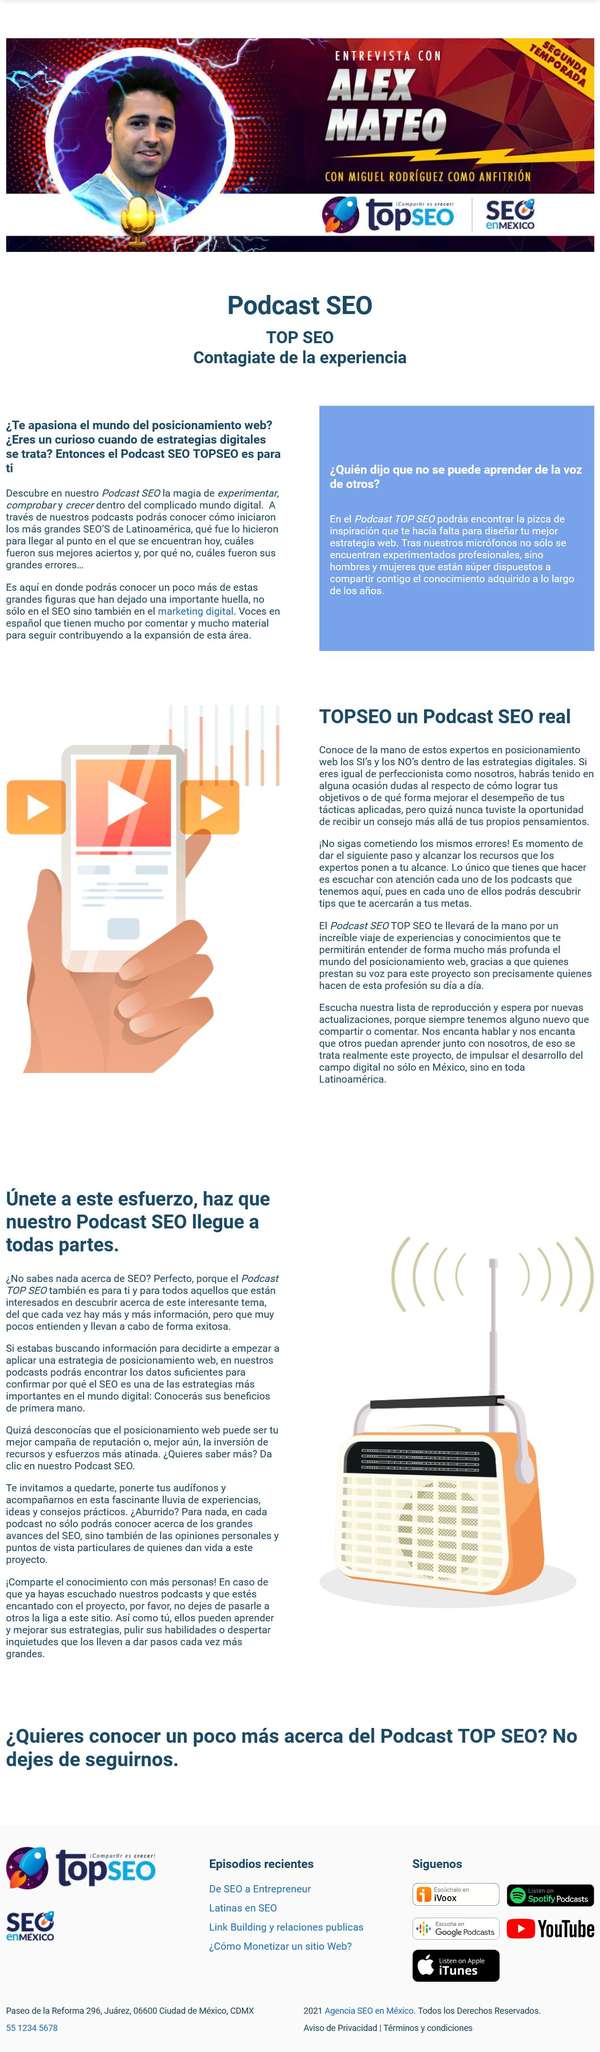 ENTREVISTA CON
SEGUNDA
TEMPORADA
ALEX
MATEO
CON MIGUEL RODRÍGUEZ COMO ANFITRIÓN
¡Compartir es crecer!
topSEO
SEO
enMÉXICO
Podcast SEO
TOP SEO
Contagiate de la experiencia
¿Te apasiona el mundo del posicionamiento web?
¿Eres un curioso cuando de estrategias digitales
se trata? Entonces el Podcast SEO TOPSEO es para
ti
Descubre en nuestro Podcast SEO la magia de experimentar,
comprobar y crecer dentro del complicado mundo digital.  A
través de nuestros podcasts podrás conocer cómo iniciaron
los más grandes SEO'S de Latinoamérica, qué fue lo hicieron
para llegar al punto en el que se encuentran hoy, cuáles
fueron sus mejores aciertos y, por qué no, cuáles fueron sus
grandes errores…
Es aquí en donde podrás conocer un poco más de estas
grandes figuras que han dejado una importante huella, no
sólo en el SEO sino también en el marketing digital. Voces en
español que tienen mucho por comentar y mucho material
para seguir contribuyendo a la expansión de esta área.
¿Quién dijo que no se puede aprender de la voz
de otros?
En el Podcast TOP SEO podrás encontrar la pizca de
inspiración que te hacía falta para diseñar tu mejor
estrategia web. Tras nuestros micrófonos no sólo se
encuentran experimentados profesionales, sino
hombres y mujeres que están súper dispuestos a
compartir contigo el conocimiento adquirido a lo largo
de los años.
TOPSEO un Podcast SEO real
Conoce de la mano de estos expertos en posicionamiento
web los SI's y los NO's dentro de las estrategias digitales. Si
eres igual de perfeccionista como nosotros, habrás tenido en
alguna ocasión dudas al respecto de cómo lograr tus
objetivos o de qué forma mejorar el desempeño de tus
tácticas aplicadas, pero quizá nunca tuviste la oportunidad
de recibir un consejo más allá de tus propios pensamientos.
¡No sigas cometiendo los mismos errores! Es momento de
dar el siguiente paso y alcanzar los recursos que los
expertos ponen a tu alcance. Lo único que tienes que hacer
es escuchar con atención cada uno de los podcasts que
tenemos aquí, pues en cada uno de ellos podrás descubrir
tips que te acercarán a tus metas.
El Podcast SEO TOP SEO te llevará de la mano por un
increíble viaje de experiencias y conocimientos que te
permitirán entender de forma mucho más profunda el
mundo del posicionamiento web, gracias a que quienes
prestan su voz para este proyecto son precisamente quienes
hacen de esta profesión su día a día.
Escucha nuestra lista de reproducción y espera por nuevas
actualizaciones, porque siempre tenemos alguno nuevo que
compartir o comentar. Nos encanta hablar y nos encanta
que otros puedan aprender junto con nosotros, de eso se
trata realmente este proyecto, de impulsar el desarrollo del
campo digital no sólo en México, sino en toda
Latinoamérica.
Únete a este esfuerzo, haz que
nuestro Podcast SEO llegue a
todas partes.
¿No sabes nada acerca de SEO? Perfecto, porque el Podcast
TOP SEO también es para ti y para todos aquellos que están
interesados en descubrir acerca de este interesante tema,
del que cada vez hay más y más información, pero que muy
pocos entienden y llevan a cabo de forma exitosa.
Si estabas buscando información para decidirte a empezar a
aplicar una estrategia de posicionamiento web, en nuestros
podcasts podrás encontrar los datos suficientes para
confirmar por qué el SEO es una de las estrategias más
importantes en el mundo digital: Conocerás sus beneficios
de primera mano.
Quizá desconocías que el posicionamiento web puede ser tu
mejor campaña de reputación o, mejor aún, la inversión de
recursos y esfuerzos más atinada. ¿Quieres saber más? Da
clic en nuestro Podcast SEO.
Te invitamos a quedarte, ponerte tus audífonos y
acompañarnos en esta fascinante lluvia de experiencias,
ideas y consejos prácticos. ¿Aburrido? Para nada, en cada
podcast no sólo podrás conocer acerca de los grandes
avances del SEO, sino también de las opiniones personales y
puntos de vista particulares de quienes dan vida a este
proyecto.
¡Comparte el conocimiento con más personas! En caso de
que ya hayas escuchado nuestros podcasts y que estés
encantado con el proyecto, por favor, no dejes de pasarle a
otros la liga a este sitio. Así como tú, ellos pueden aprender
y mejorar sus estrategias, pulir sus habilidades o despertar
inquietudes que los lleven a dar pasos cada vez más
grandes.
¿Quieres conocer un poco más acerca del Podcast TOP SEO? No
dejes de seguirnos.
¡Compartir es crecer!
topSEO
SEO
enMÉXICO
Episodios recientes
De SEO a Entrepreneur
Latinas en SEO
Link Building y relaciones publicas
¿Cómo Monetizar un sitio Web?
Siguenos
Escúchalo en
iVoox
Listen on
Spotify Podcasts
Escucha en
Google Podcasts
YouTube
Listen on Apple
iTunes
Paseo de la Reforma 296, Juárez, 06600 Ciudad de México, CDMX
55 1234 5678
2021 Agencia SEO en México. Todos los Derechos Reservados.
Aviso de Privacidad | Términos y condiciones